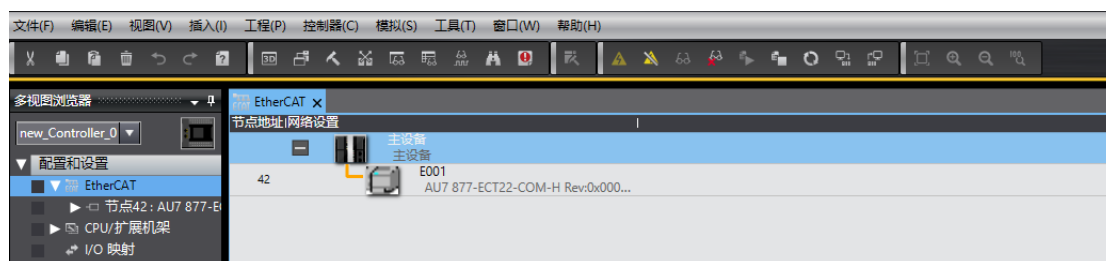 文件(F) 编辑(E) 视图(V) 插入(I) 工程(P) 控制器(C) 模拟(S) 工具(T) 窗口(W) 帮助(H)
多视图浏览器
new_Controller_0
配置和设置
EtherCAT
节点42 : AU7 877-E
CPU/扩展机架
I/O 映射
EtherCAT
节点地址|网络设置
主设备
主设备
42
E001
AU7 877-ECT22-COM-H Rev:0x000...